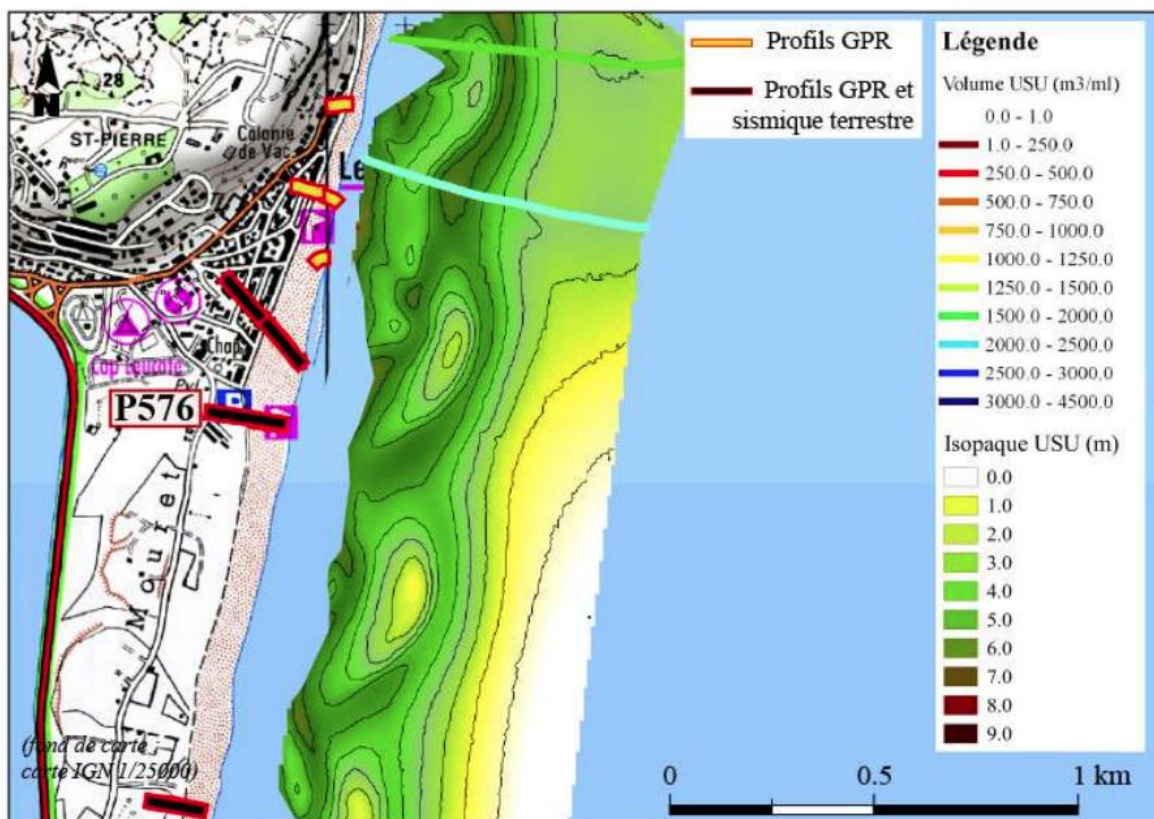 Profils GPR
Profils GPR et
sismique terrestre
Légende
Volume USU (m3/ml)
0.0 - 1.0
1.0 - 250.0
250.0 - 500.0
500.0 - 750.0
750.0 - 1000.0
1000.0 - 1250.0
1250.0 - 1500.0
1500.0 - 2000.0
2000.0 - 2500.0
2500.0 - 3000.0
3000.0 - 4500.0
Isopaque USU (m)
0.0
1.0
2.0
3.0
4.0
5.0
6.0
7.0
8.0
9.0
N
28
ST-PIERRE
Colonie
de Vac
Le
Chap
Cap Leucate
P576
Mouret
(fond de carte
carte IGN 1/25000)
0
0.5
1 km